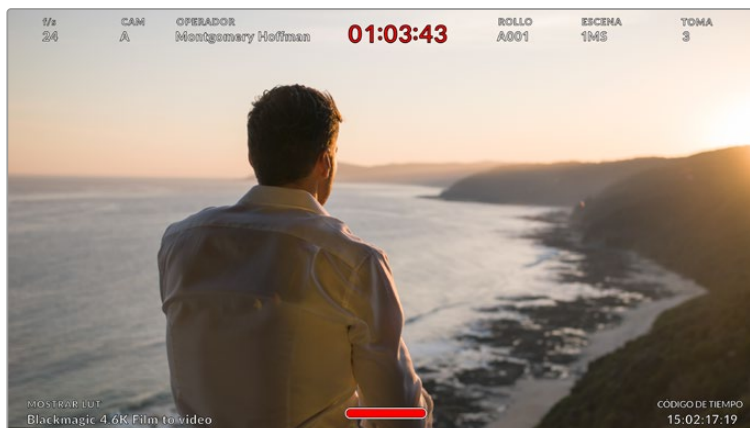 f/s CAM OPERADOR 01:03:43 ROLLO ESCENA TOMA
24 A Montgomery Hoffman A001 1MS 3
MOSTRAR LUT CÓDIGO DE TIEMPO
Blackmagic 4.6K Film to video 15:02:17:19